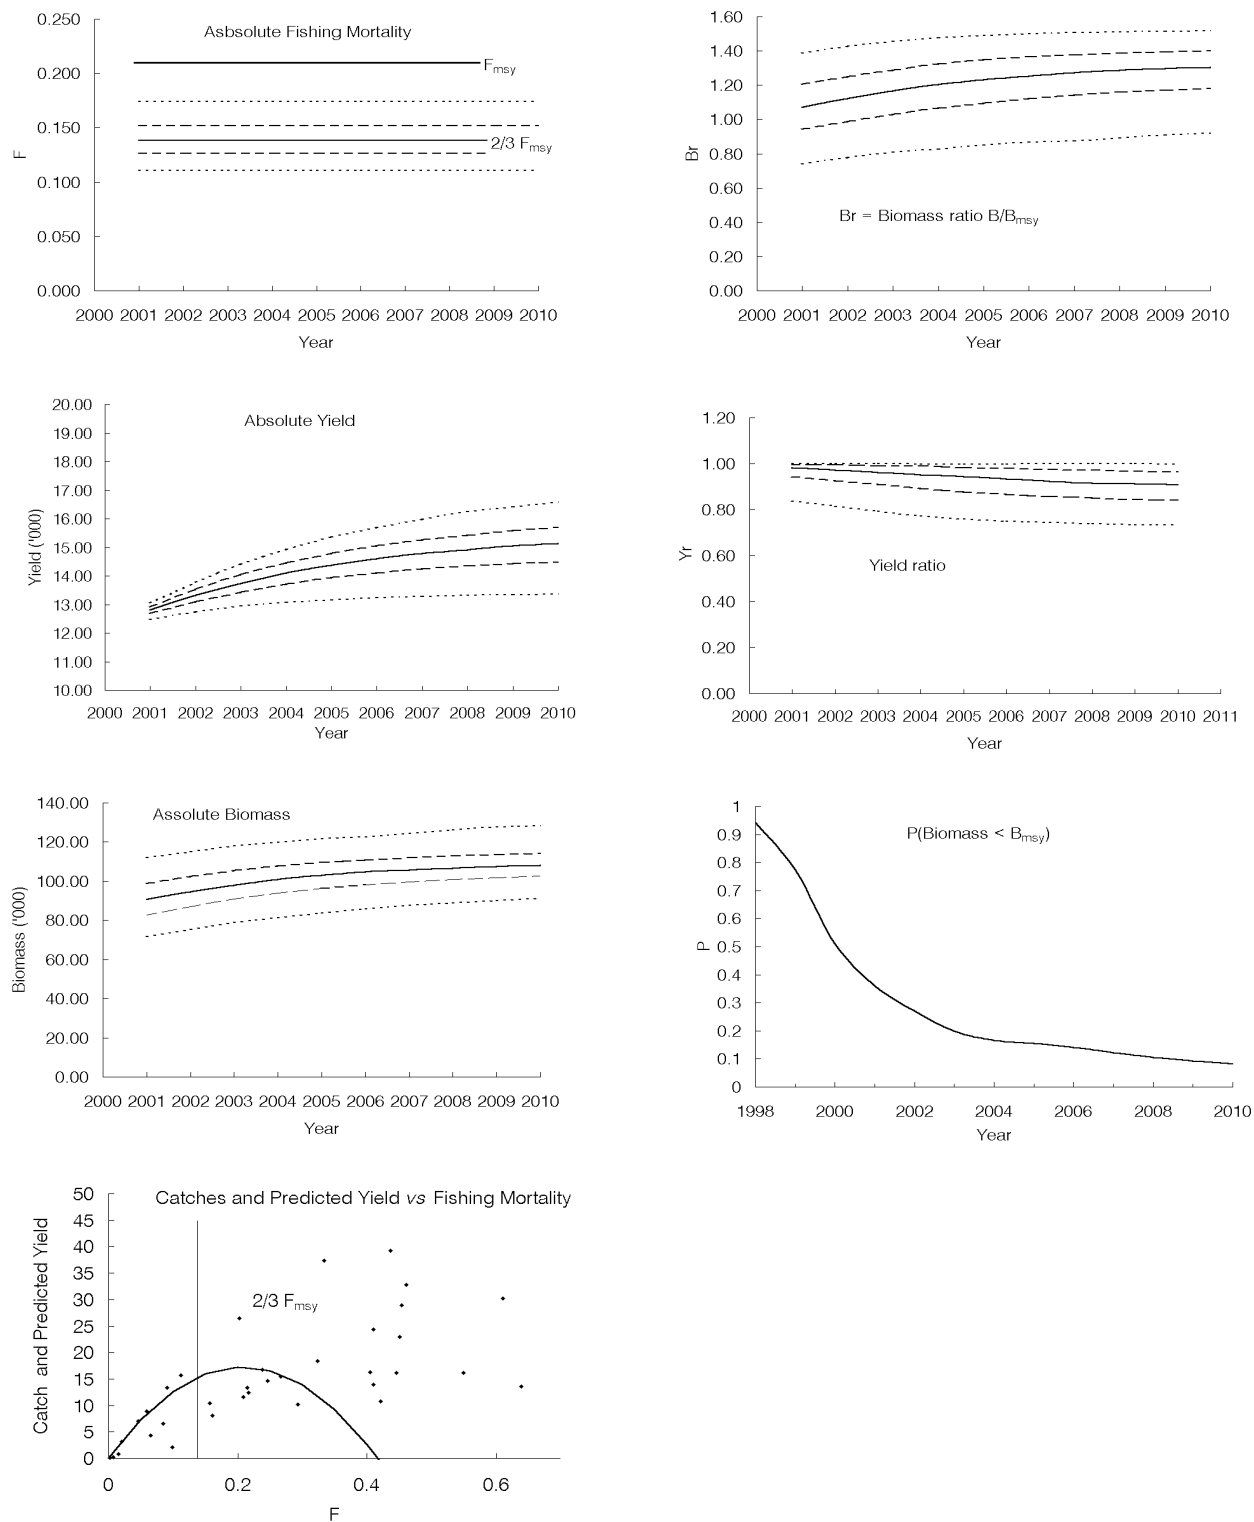 Asbsolute Fishing Mortality
0.250
0.200
0.150
0.100
0.050
0.000
F
Fmsy
2/3 Fmsy
2000 2001 2002 2003 2004 2005 2006 2007 2008 2009 2010
Year
1.60
1.40
1.20
1.00
0.80
0.60
0.40
0.20
0.00
Br
Br = Biomass ratio B/Bmsy
2000 2001 2002 2003 2004 2005 2006 2007 2008 2009 2010
Year
Absolute Yield
20.00
19.00
18.00
17.00
16.00
15.00
14.00
13.00
12.00
11.00
10.00
Yield ('000)
2000 2001 2002 2003 2004 2005 2006 2007 2008 2009 2010
Year
1.20
1.00
0.80
0.60
0.40
0.20
0.00
Yr
Yield ratio
2000 2001 2002 2003 2004 2005 2006 2007 2008 2009 2010 2011
Year
Assolute Biomass
140.00
120.00
100.00
80.00
60.00
40.00
20.00
0.00
Biomass ('000)
2000 2001 2002 2003 2004 2005 2006 2007 2008 2009 2010
Year
P(Biomass < Bmsy)
1
0.9
0.8
0.7
0.6
0.5
0.4
0.3
0.2
0.1
0
P
1998 2000 2002 2004 2006 2008 2010
Year
Catches and Predicted Yield vs Fishing Mortality
50
45
40
35
30
25
20
15
10
5
0
Catch and Predicted Yield
2/3 Fmsy
0 0.2 0.4 0.6
F